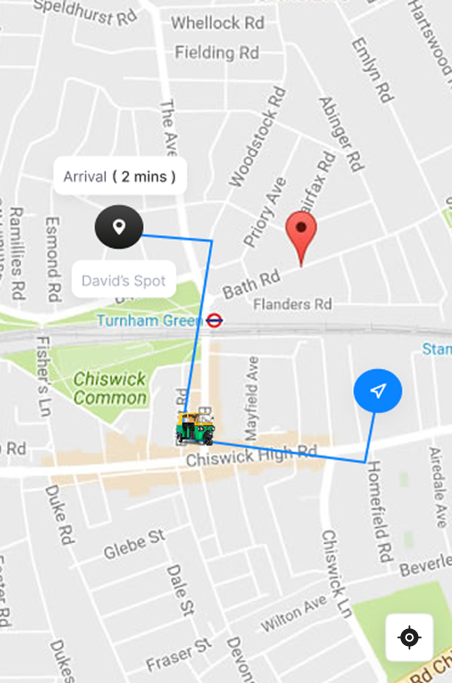 Speldhurst Rd
Whellock Rd
Fielding Rd
Emlyn Rd
Hartswood
The Ave
Woodstock Rd
Abinger Rd
Arrival ( 2 mins )
Priory Ave
airfax Rd
Ramillies Rd
Esmond Rd
David's Spot
Bath Rd
Flanders Rd
Turnham Green
Stan
Fisher's Ln
Chiswick
Common
Mayfield Ave
Rd
Chiswick High Rd
Homefield Rd
Airedale Ave
Duke Rd
Glebe St
Chiswick Ln
Dale St
Beverle
Wilton Ave
Fraser St
Devon
Dukes
Rd Ch